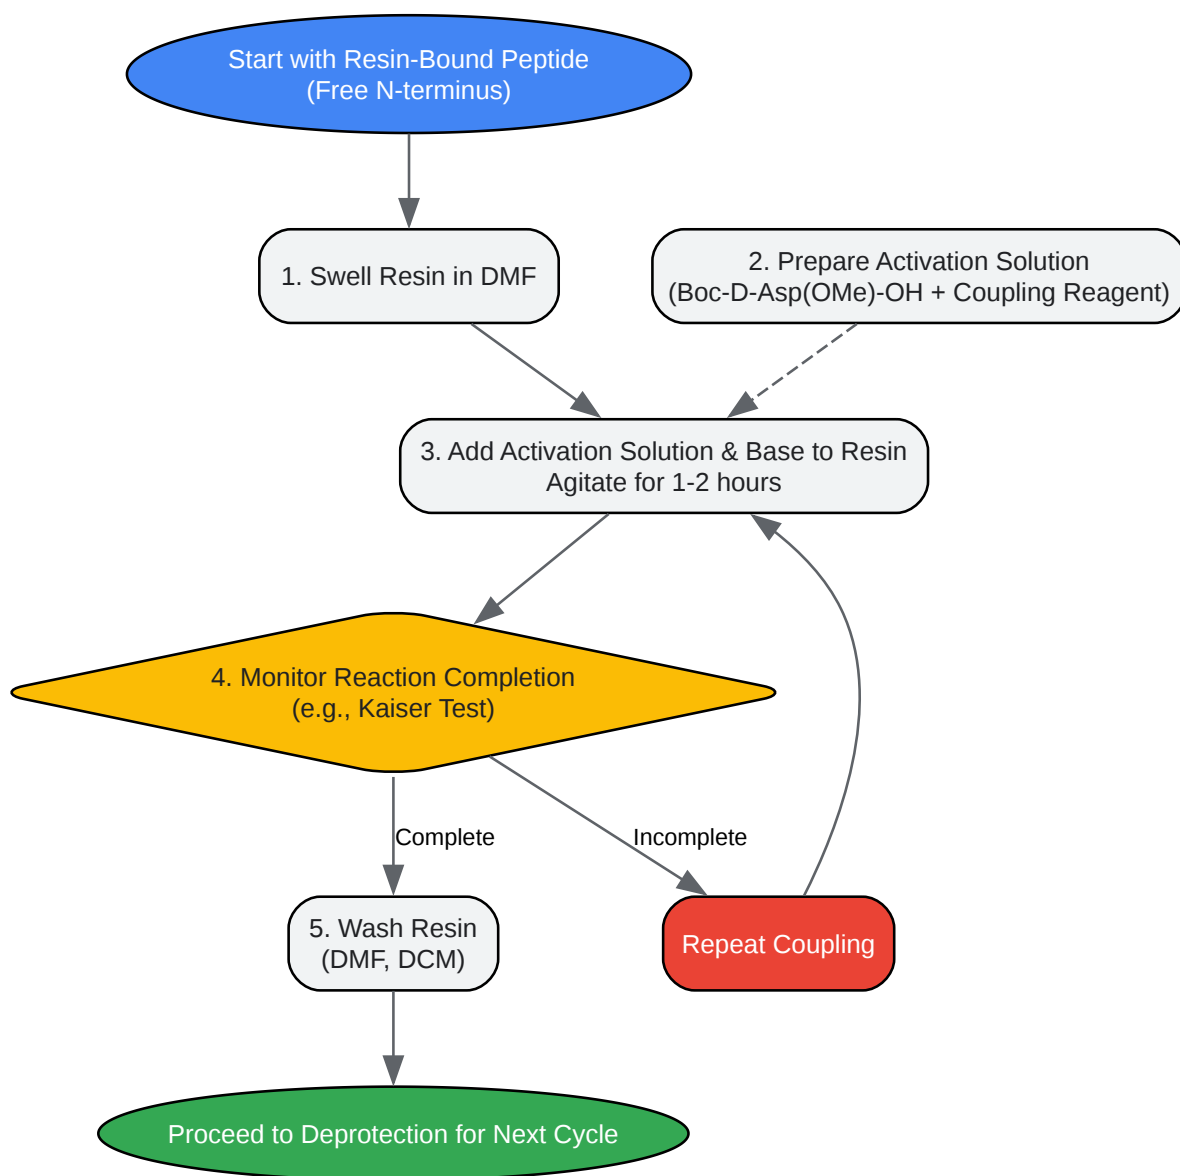 Start with Resin-Bound Peptide
(Free N-terminus)
1. Swell Resin in DMF
2. Prepare Activation Solution
(Boc-D-Asp(OMe)-OH + Coupling Reagent)
3. Add Activation Solution & Base to Resin
Agitate for 1-2 hours
4. Monitor Reaction Completion
(e.g., Kaiser Test)
Complete
Incomplete
5. Wash Resin
(DMF, DCM)
Repeat Coupling
Proceed to Deprotection for Next Cycle